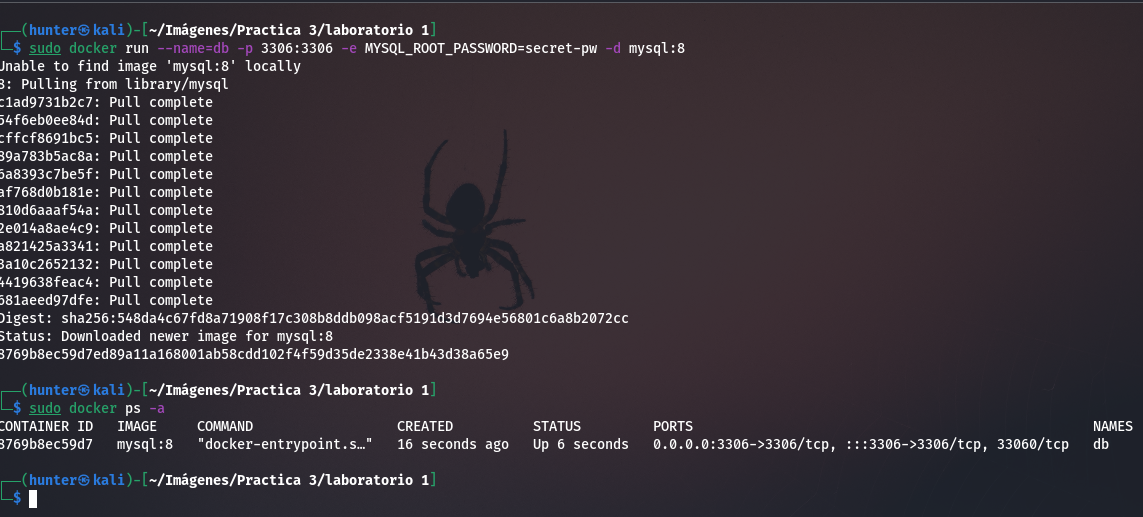 ┌──(hunter㉿kali)-[~/Imágenes/Practica 3/laboratorio 1]
└─$ sudo docker run --name=db -p 3306:3306 -e MYSQL_ROOT_PASSWORD=secret-pw -d mysql:8
Unable to find image 'mysql:8' locally
8: Pulling from library/mysql
c1ad9731b2c7: Pull complete
54f6eb0ee84d: Pull complete
cffcf8691bc5: Pull complete
89a783b5ac8a: Pull complete
6a8393c7be5f: Pull complete
af768d0b181e: Pull complete
810d6aaaf54a: Pull complete
2e014a8ae4c9: Pull complete
a821425a3341: Pull complete
3a10c2652132: Pull complete
4419638feac4: Pull complete
681aeed97dfe: Pull complete
Digest: sha256:548da4c67fd8a71908f17c308b8ddb098acf5191d3d7694e56801c6a8b2072cc
Status: Downloaded newer image for mysql:8
8769b8ec59d7ed89a11a168001ab58cdd102f4f59d35de2338e41b43d38a65e9
┌──(hunter㉿kali)-[~/Imágenes/Practica 3/laboratorio 1]
└─$ sudo docker ps -a
CONTAINER ID IMAGE COMMAND CREATED STATUS PORTS NAMES
8769b8ec59d7 mysql:8 "docker-entrypoint.s…" 16 seconds ago Up 6 seconds 0.0.0.0:3306->3306/tcp, :::3306->3306/tcp, 33060/tcp db
┌──(hunter㉿kali)-[~/Imágenes/Practica 3/laboratorio 1]
└─$